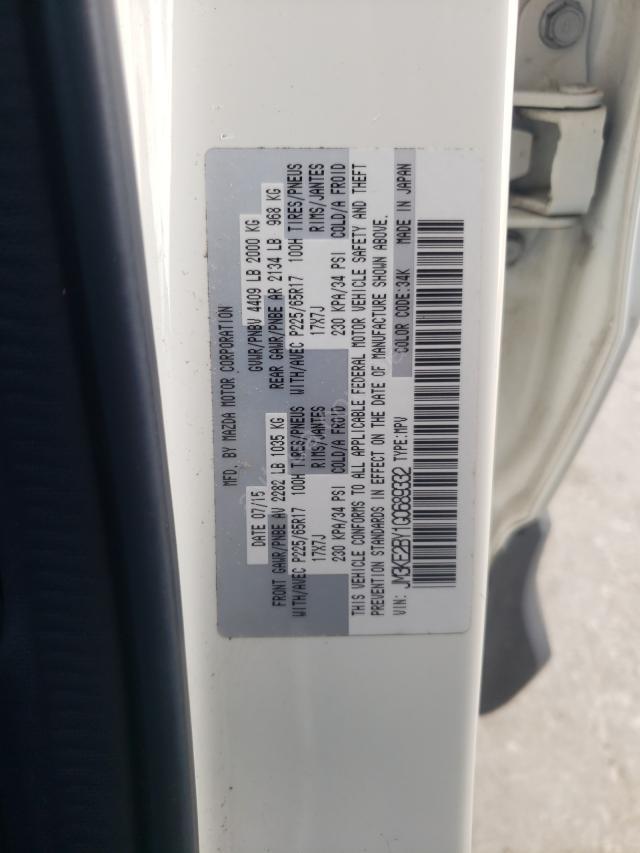 MFD. BY MAZDA MOTOR CORPORATION
DATE 07/15 GVWR/PNBV 4409 LB 2000 KG
FRONT GAWR/PNBE AV 2282 LB 1035 KG REAR GAWR/PNBE AR 2134 LB 968 KG
WITH/AVEC P225/65R17 100H TIRES/PNEUS WITH/AVEC P225/65R17 100H TIRES/PNEUS
17X7J RIMS/JANTES 17X7J RIMS/JANTES
230 KPA/34 PSI COLD/A FROID 230 KPA/34 PSI COLD/A FROID
THIS VEHICLE CONFORMS TO ALL APPLICABLE FEDERAL MOTOR VEHICLE SAFETY AND THEFT
PREVENTION STANDARDS IN EFFECT ON THE DATE OF MANUFACTURE SHOWN ABOVE.
VIN: JM3KE2BY1G0689332 TYPE:MPV COLOR CODE:34K MADE IN JAPAN